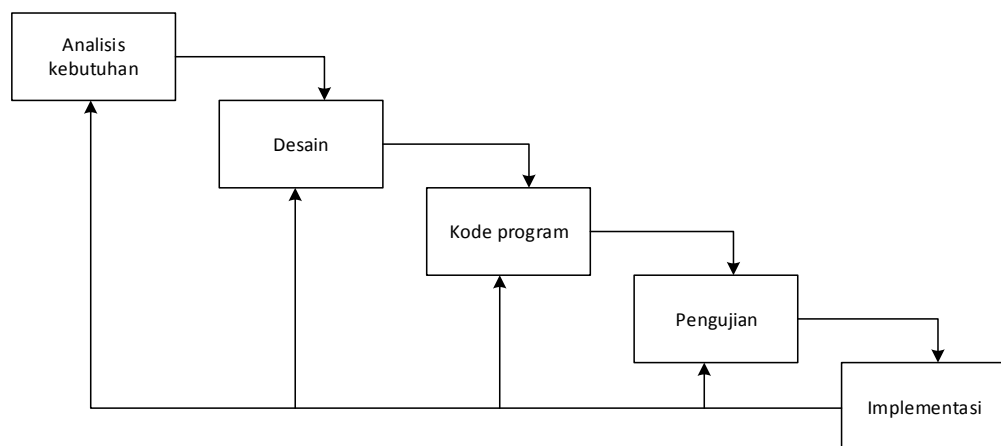 Analisis
kebutuhan
Desain
Kode program
Pengujian
Implementasi